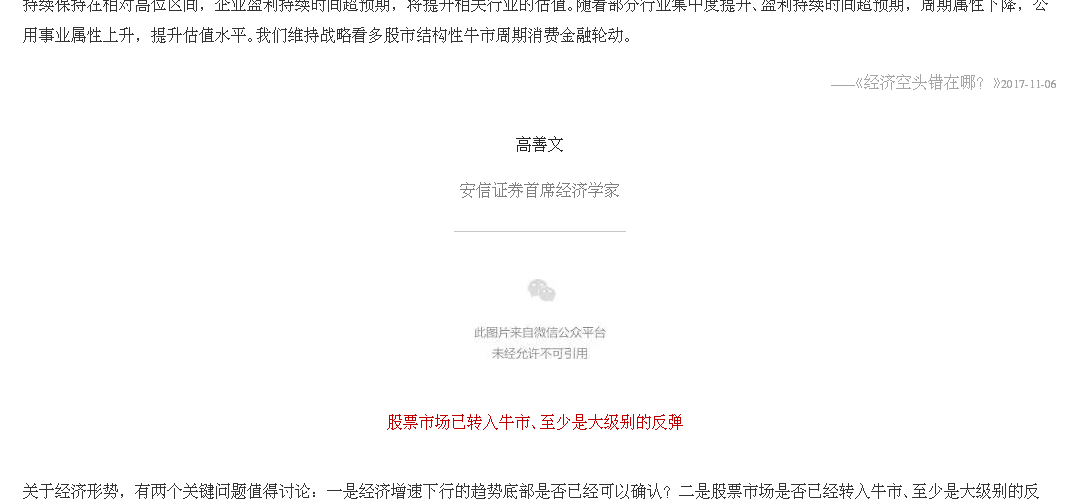 持续保持在相对高位区间，企业盈利持续时间超预期，将提升相关行业的估值。随着部分行业集中度提升、盈利持续时间超预期，周期属性下降，公
用事业属性上升，提升估值水平。我们维持战略看多股市结构性牛市周期消费金融轮动。
——《经济空头错在哪？》2017-11-06
高善文
安信证券首席经济学家
此图片来自微信公众平台
未经允许不可引用
股票市场已转入牛市、至少是大级别的反弹
关于经济形势，有两个关键问题值得讨论：一是经济增速下行的趋势底部是否已经可以确认？二是股票市场是否已经转入牛市、至少是大级别的反